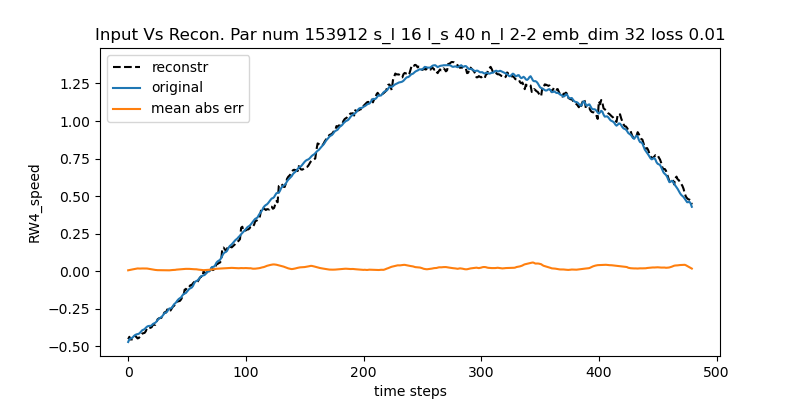 Input Vs Recon. Par num 153912 s_l 16 l_s 40 n_l 2-2 emb_dim 32 loss 0.01
reconstr
original
mean abs err
RW4_speed
1.25
1.00
0.75
0.50
0.25
0.00
−0.25
−0.50
0 100 200 300 400 500
time steps